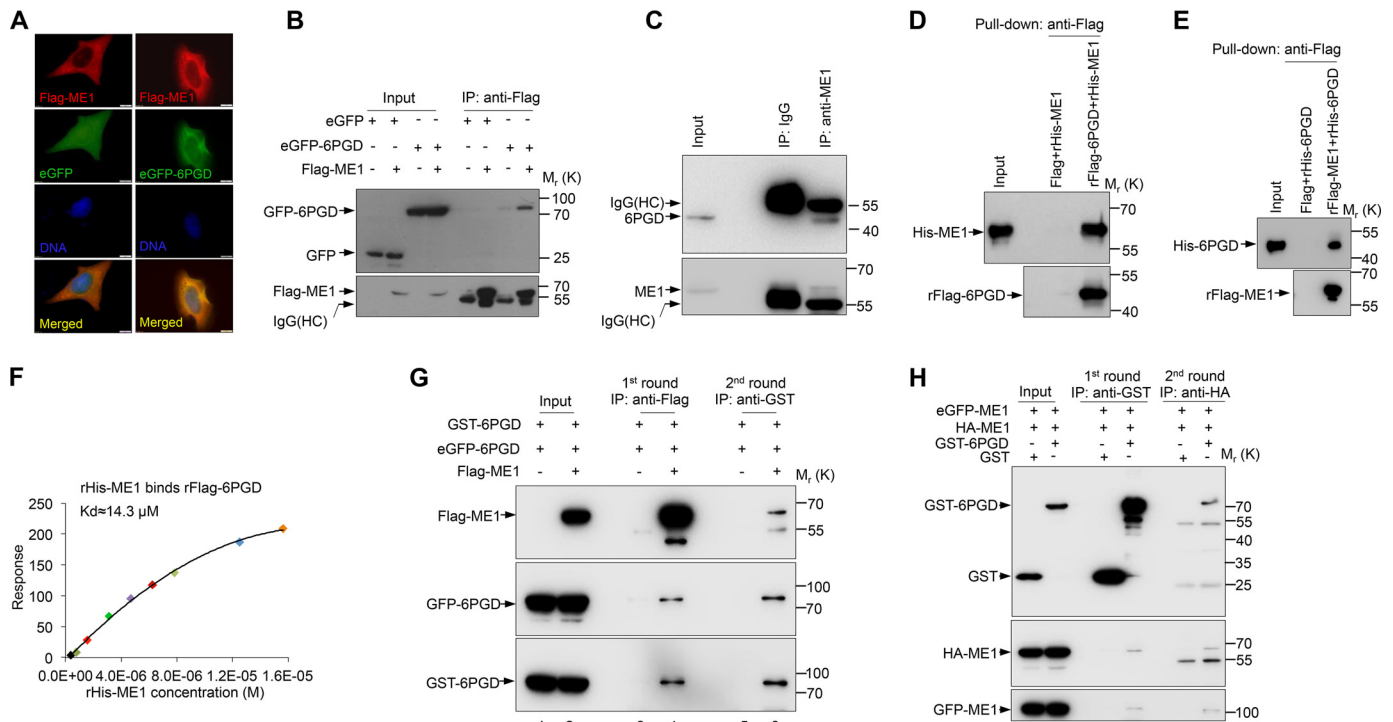 A
Flag-ME1
Flag-ME1
eGFP
eGFP-6PGD
DNA
DNA
Merged
Merged
B
Input
IP: anti-Flag
eGFP + + - - + + - -
eGFP-6PGD - - + + - - + +
Flag-ME1 - + - + - + - +
Mr (K)
GFP-6PGD
100
70
GFP
25
Flag-ME1
70
55
IgG(HC)
C
Input
IP: IgG
IP: anti-ME1
Mr (K)
IgG(HC)
6PGD
55
40
ME1
IgG(HC)
70
55
D
Pull-down: anti-Flag
Input
Flag+rHis-ME1
rFlag-6PGD+rHis-ME1
Mr (K)
His-ME1
70
55
rFlag-6PGD
55
40
E
Pull-down: anti-Flag
Input
Flag+rHis-6PGD
rFlag-ME1+rHis-6PGD
Mr (K)
His-6PGD
55
40
rFlag-ME1
70
55
F
rHis-ME1 binds rFlag-6PGD
Kd≈14.3 µM
Response
250
200
150
100
50
0
0.0E+00 4.0E-06 8.0E-06 1.2E-05 1.6E-05
rHis-ME1 concentration (M)
G
Input
1st round
IP: anti-Flag
2nd round
IP: anti-GST
GST-6PGD + + + + + +
eGFP-6PGD + + + + + +
Flag-ME1 - + - + - +
Mr (K)
Flag-ME1
70
55
GFP-6PGD
100
70
GST-6PGD
100
70
H
Input
1st round
IP: anti-GST
2nd round
IP: anti-HA
eGFP-ME1 + + + + + +
HA-ME1 + + + + + +
GST-6PGD - + - + - +
GST + - + - + -
Mr (K)
GST-6PGD
70
55
40
35
GST
25
HA-ME1
70
55
GFP-ME1
100